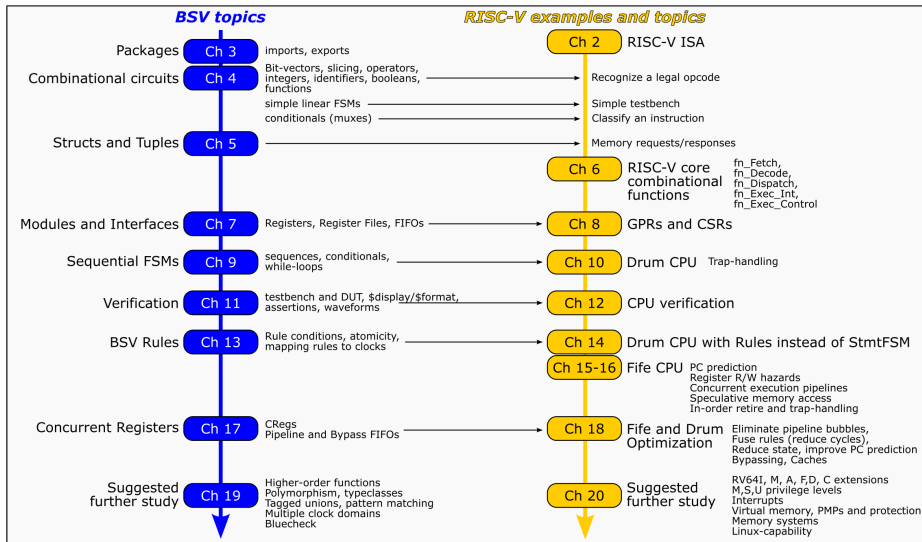 BSV topics
RISC-V examples and topics
Packages
Ch 3
imports, exports
Ch 2
RISC-V ISA
Combinational circuits
Ch 4
Bit-vectors, slicing, operators,
integers, identifiers, booleans,
functions
Recognize a legal opcode
simple linear FSMs
Simple testbench
conditionals (muxes)
Classify an instruction
Structs and Tuples
Ch 5
Memory requests/responses
Ch 6
RISC-V core
combinational
functions
fn_Fetch,
fn_Decode,
fn_Dispatch,
fn_Exec_Int,
fn_Exec_Control
Modules and Interfaces
Ch 7
Registers, Register Files, FIFOs
Ch 8
GPRs and CSRs
Sequential FSMs
Ch 9
sequences, conditionals,
while-loops
Ch 10
Drum CPU
Trap-handling
Verification
Ch 11
testbench and DUT, $display/$format,
assertions, waveforms
Ch 12
CPU verification
BSV Rules
Ch 13
Rule conditions, atomicity,
mapping rules to clocks
Ch 14
Drum CPU with Rules instead of StmtFSM
Ch 15-16
Fife CPU
PC prediction
Register R/W hazards
Concurrent execution pipelines
Speculative memory access
In-order retire and trap-handling
Concurrent Registers
Ch 17
CRegs
Pipeline and Bypass FIFOs
Ch 18
Fife and Drum
Optimization
Eliminate pipeline bubbles,
Fuse rules (reduce cycles),
Reduce state, improve PC prediction
Bypassing, Caches
Suggested
further study
Ch 19
Higher-order functions
Polymorphism, typeclasses
Tagged unions, pattern matching
Multiple clock domains
Bluecheck
Ch 20
Suggested
further study
RV64I, M, A, F,D, C extensions
M,S,U privilege levels
Interrupts
Virtual memory, PMPs and protection
Memory systems
Linux-capability